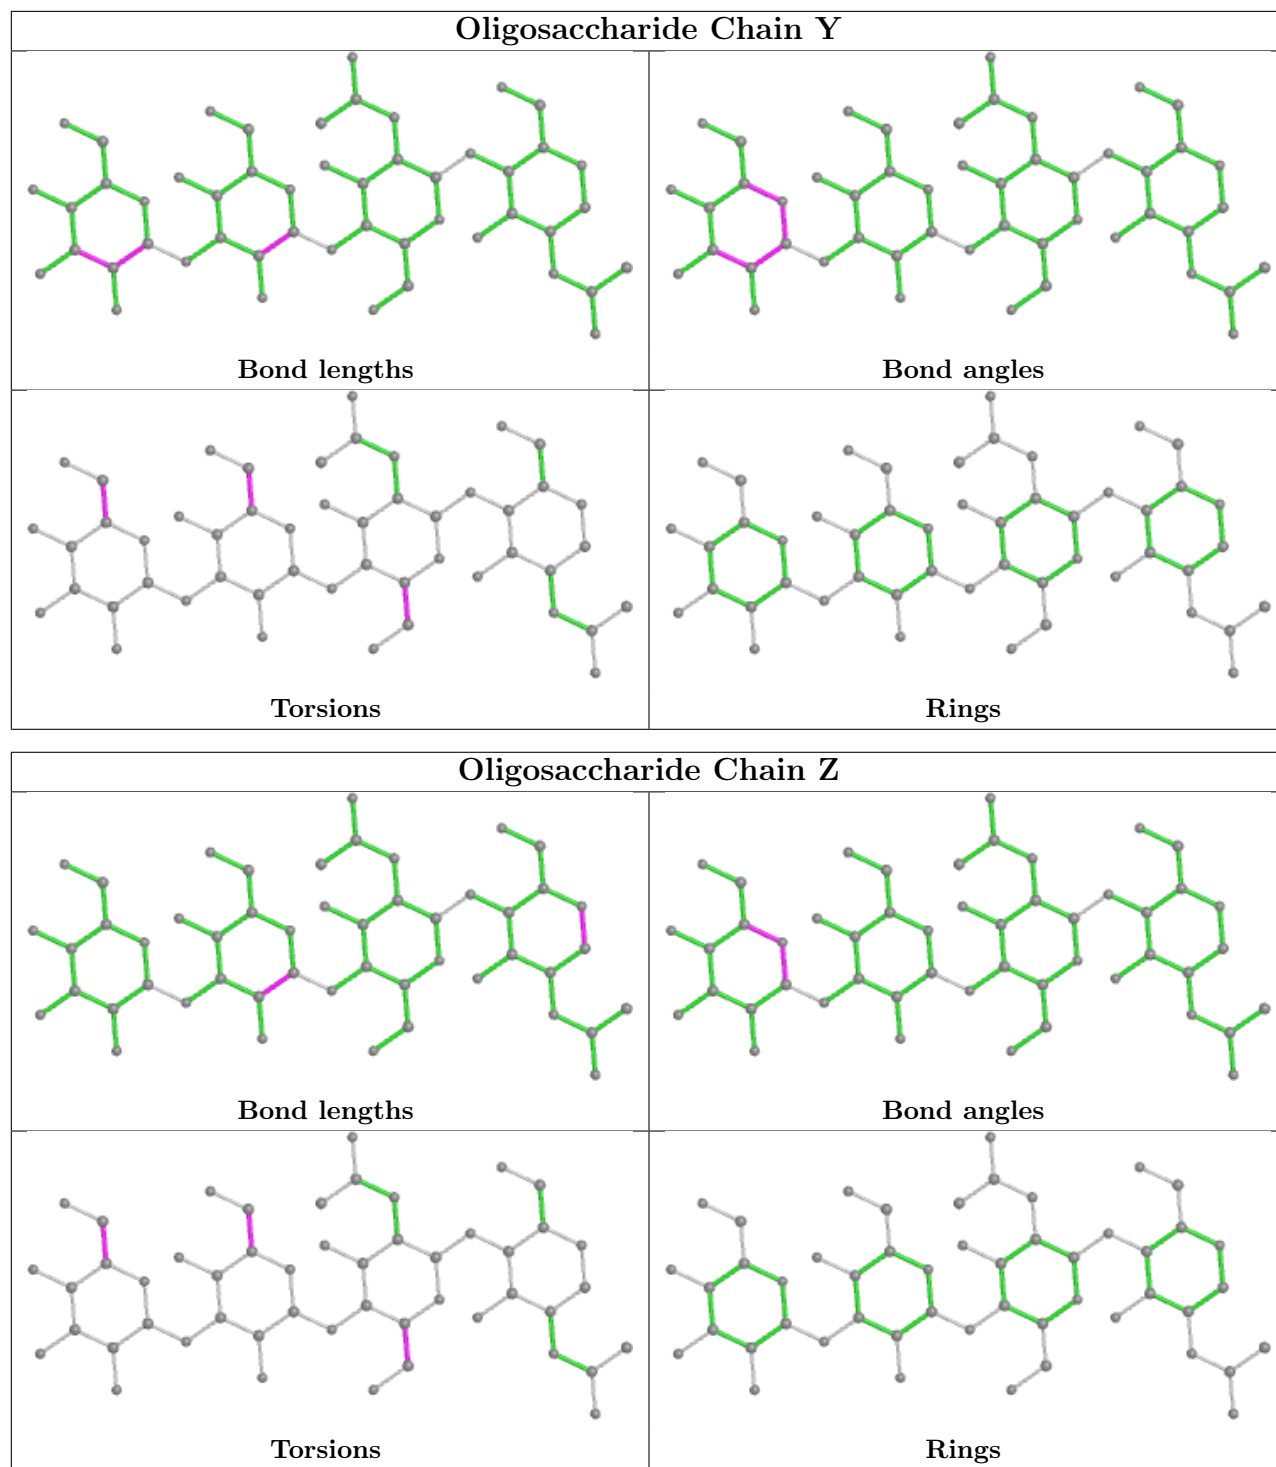 Oligosaccharide Chain Y
Bond lengths
Bond angles
Torsions
Rings
Oligosaccharide Chain Z
Bond lengths
Bond angles
Torsions
Rings